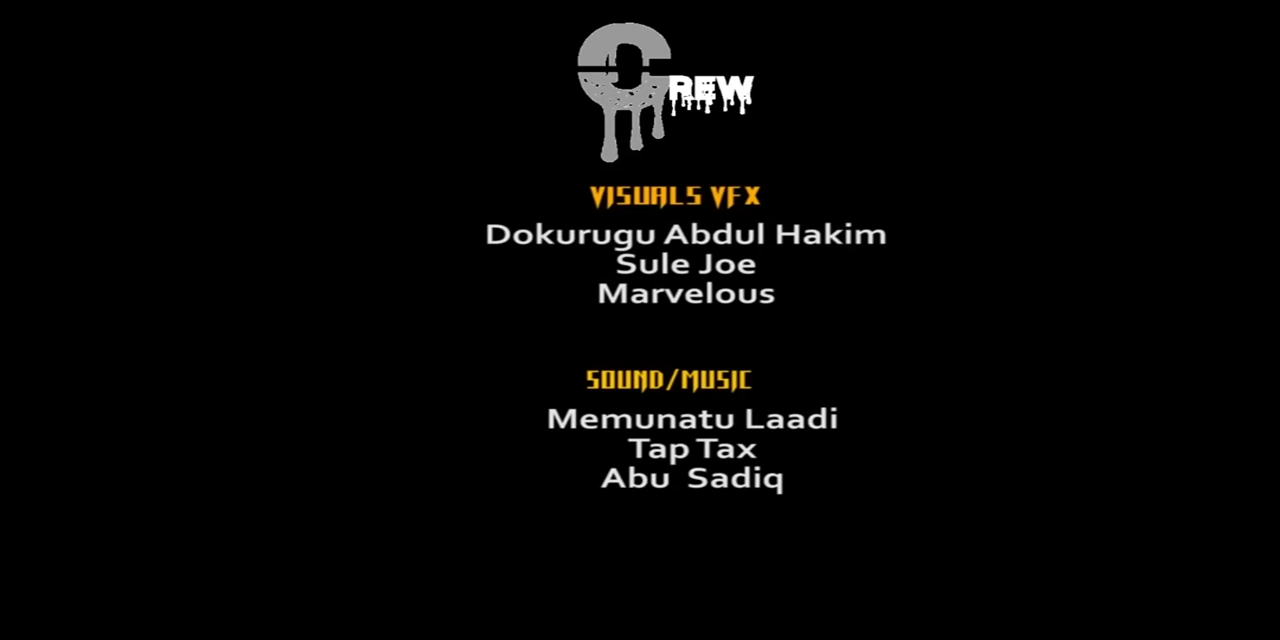 CREW
VISUALS VFX
Dokurugu Abdul Hakim
Sule Joe
Marvelous
SOUND/MUSIC
Memunatu Laadi
Tap Tax
Abu Sadiq